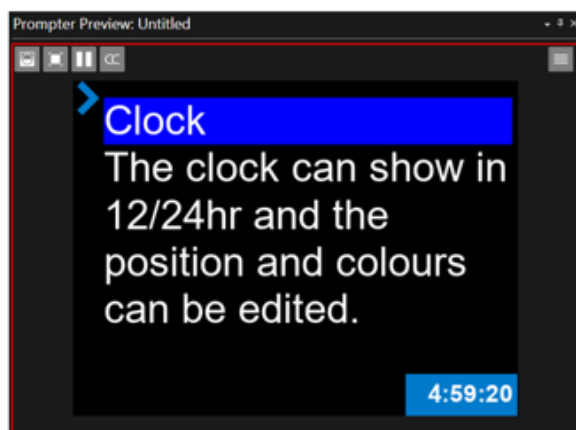 Prompter Preview: Untitled
CC
Clock
The clock can show in
12/24hr and the
position and colours
can be edited.
4:59:20